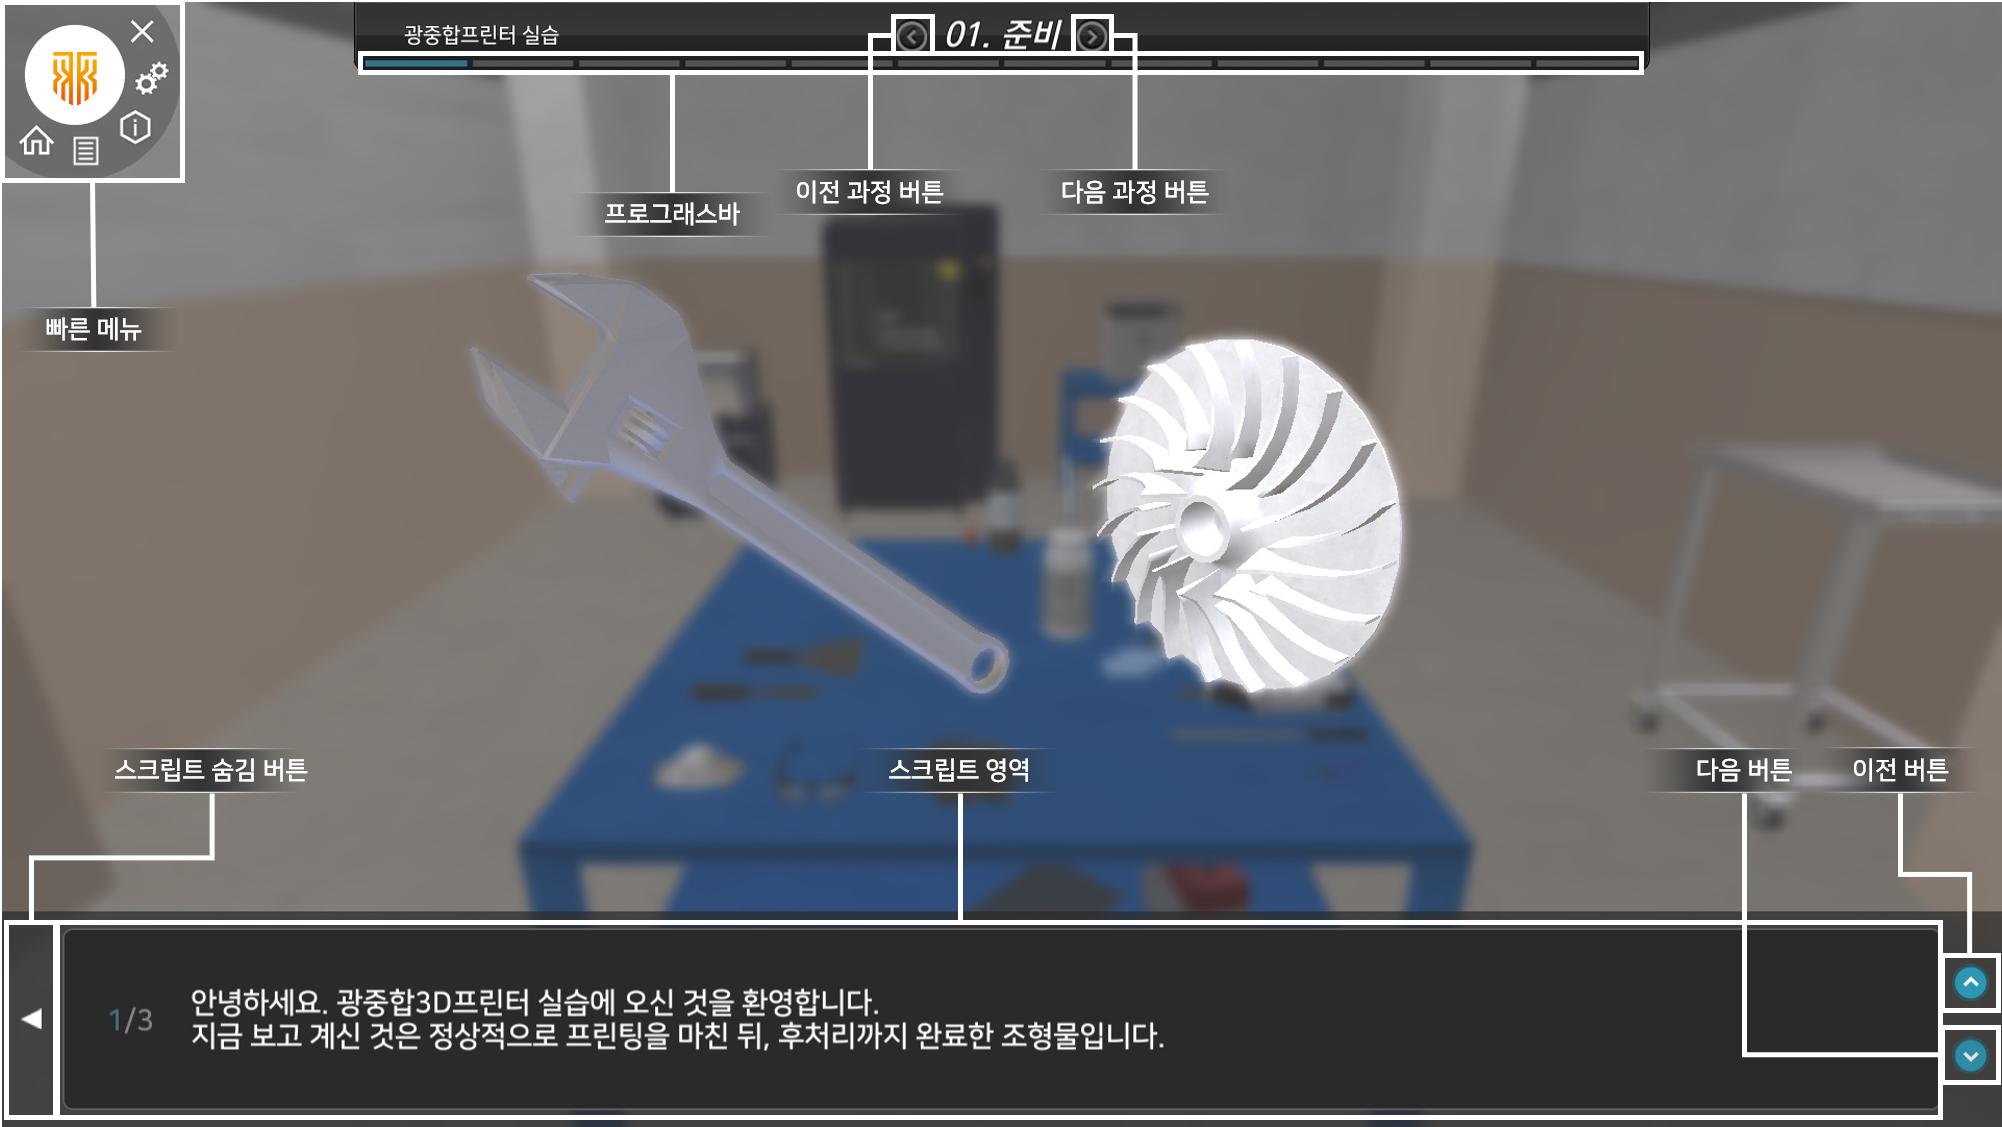 광중합프린터 실습
01. 준비
이전 과정 버튼
다음 과정 버튼
프로그래스바
빠른 메뉴
스크립트 숨김 버튼
스크립트 영역
다음 버튼
이전 버튼
1/3
안녕하세요. 광중합3D프린터 실습에 오신 것을 환영합니다.
지금 보고 계신 것은 정상적으로 프린팅을 마친 뒤, 후처리까지 완료한 조형물입니다.